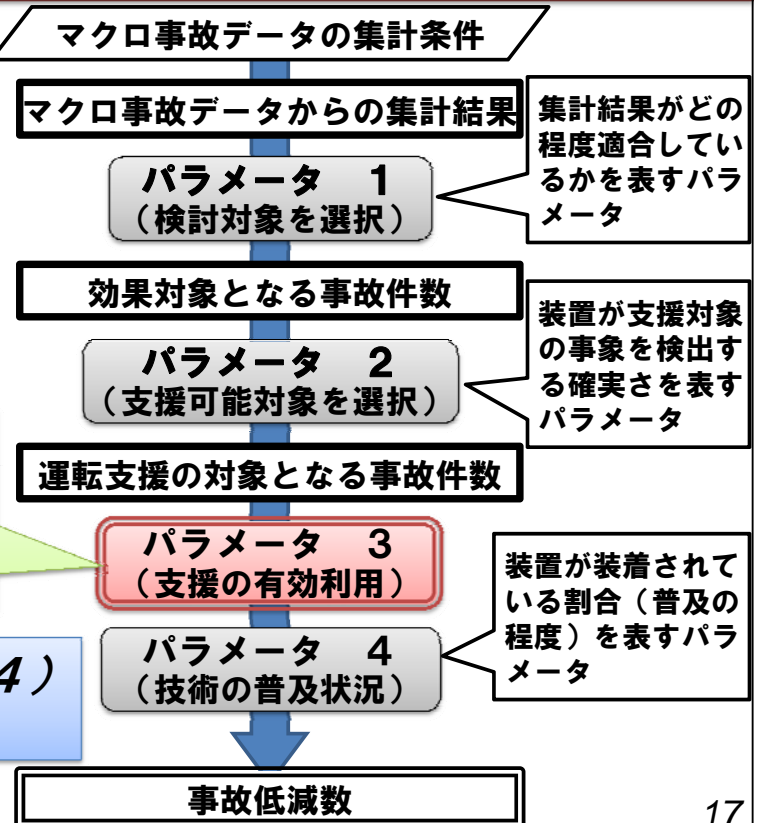 マクロ事故データの集計条件
マクロ事故データからの集計結果
集計結果がどの
程度適合してい
るかを表すパラ
メータ
パラメータ　1
（検討対象を選択）
効果対象となる事故件数
装置が支援対象
の事象を検出す
る確実さを表す
パラメータ
パラメータ　2
（支援可能対象を選択）
運転支援の対象となる事故件数
パラメータ　3
（支援の有効利用）
装置が装着されて
いる割合（普及の
程度）を表すパラ
メータ
パラメータ　4
（技術の普及状況）
4）
事故低減数
17